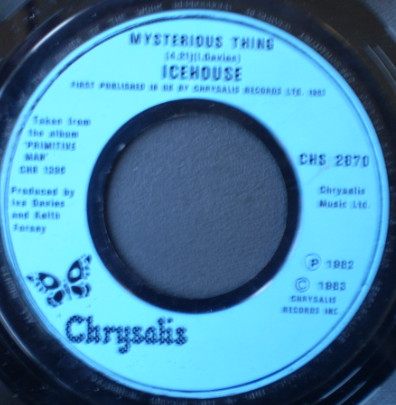 MYSTERIOUS THING
(4.21)(I.Davies)
ICEHOUSE
FIRST PUBLISHED IN UK BY CHRYSALIS RECORDS LTD. 1982
Taken from
the album
'PRIMITIVE
MAN'
CHR 1390
Produced by
Iva Davies
and Keith
Forsey
CHS 2670
Chrysalis
Music Ltd.
Ⓟ 1982
© 1983
CHRYSALIS
RECORDS INC
Chrysalis